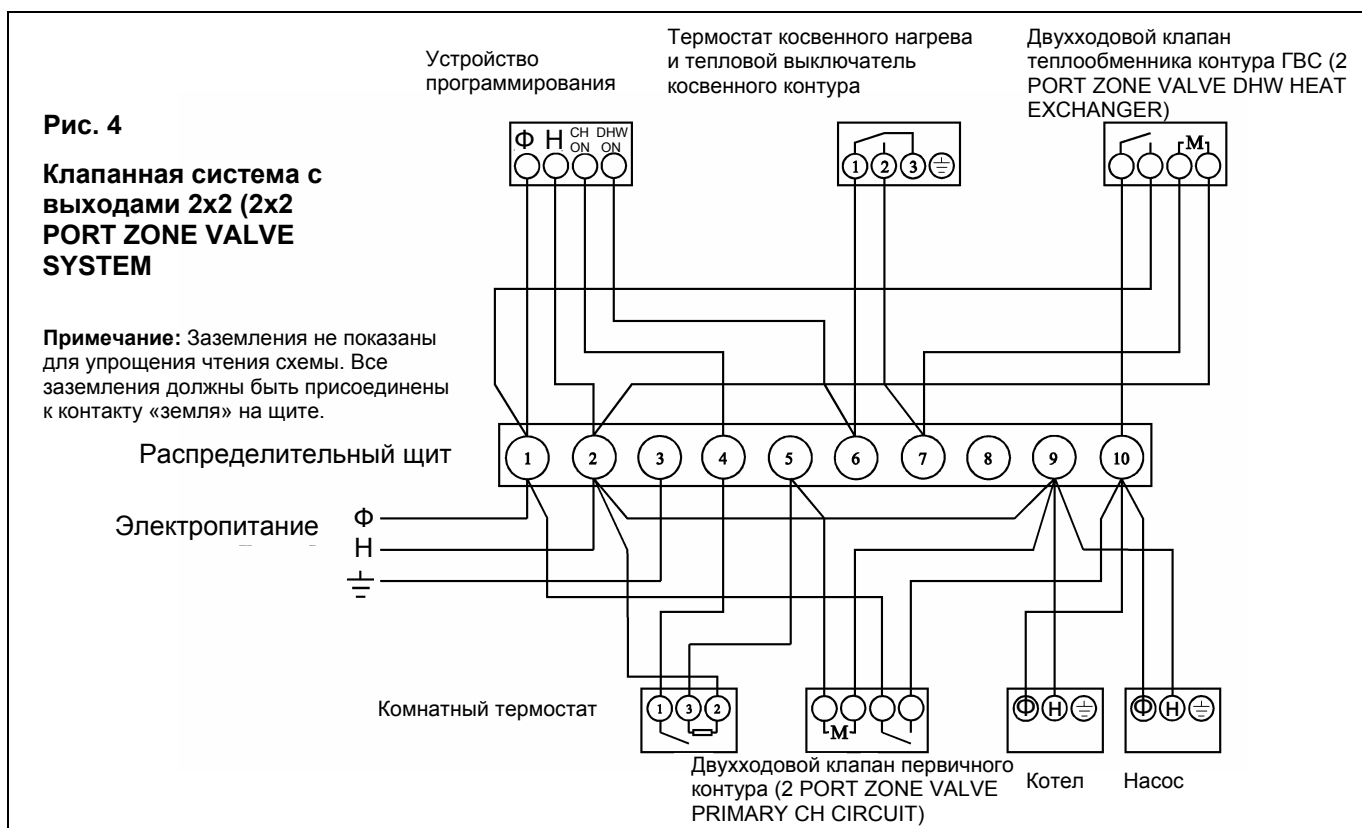 Рис. 4
Клапанная система с
выходами 2x2 (2x2
PORT ZONE VALVE
SYSTEM
Примечание: Заземления не показаны
для упрощения чтения схемы. Все
заземления должны быть присоединены
к контакту «земля» на щите.
Устройство
программирования
Ф Н CH ON DHW ON
Термостат косвенного нагрева
и тепловой выключатель
косвенного контура
1 2 3
Двухходовой клапан
теплообменника контура ГВС (2
PORT ZONE VALVE DHW HEAT
EXCHANGER)
M
Распределительный щит
1 2 3 4 5 6 7 8 9 10
Электропитание
Ф
Н
Комнатный термостат
1 3 2
M
Двухходовой клапан первичного
контура (2 PORT ZONE VALVE
PRIMARY CH CIRCUIT)
Ф Н
Котел
Ф Н
Насос